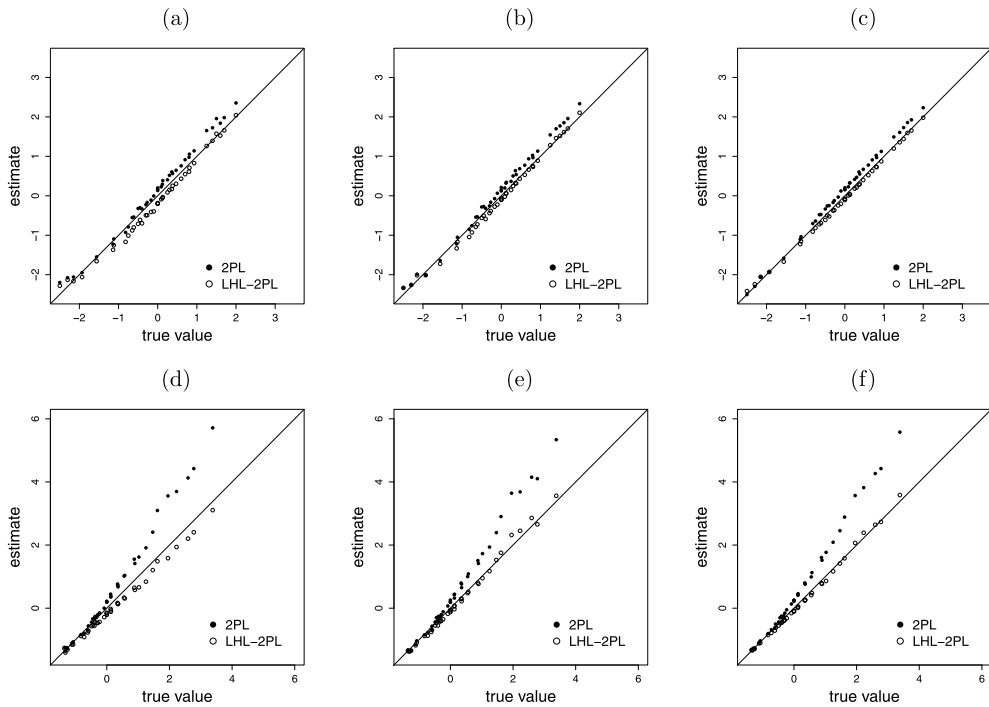 (a) (b) (c)
3
2
1
0
−1
−2
estimate
2PL
LHL−2PL
−2 −1 0 1 2 3
true value
3
2
1
0
−1
−2
estimate
2PL
LHL−2PL
−2 −1 0 1 2 3
true value
3
2
1
0
−1
−2
estimate
2PL
LHL−2PL
−2 −1 0 1 2 3
true value
(d) (e) (f)
6
4
2
0
estimate
2PL
LHL−2PL
0 2 4 6
true value
6
4
2
0
estimate
2PL
LHL−2PL
0 2 4 6
true value
6
4
2
0
estimate
2PL
LHL−2PL
0 2 4 6
true value